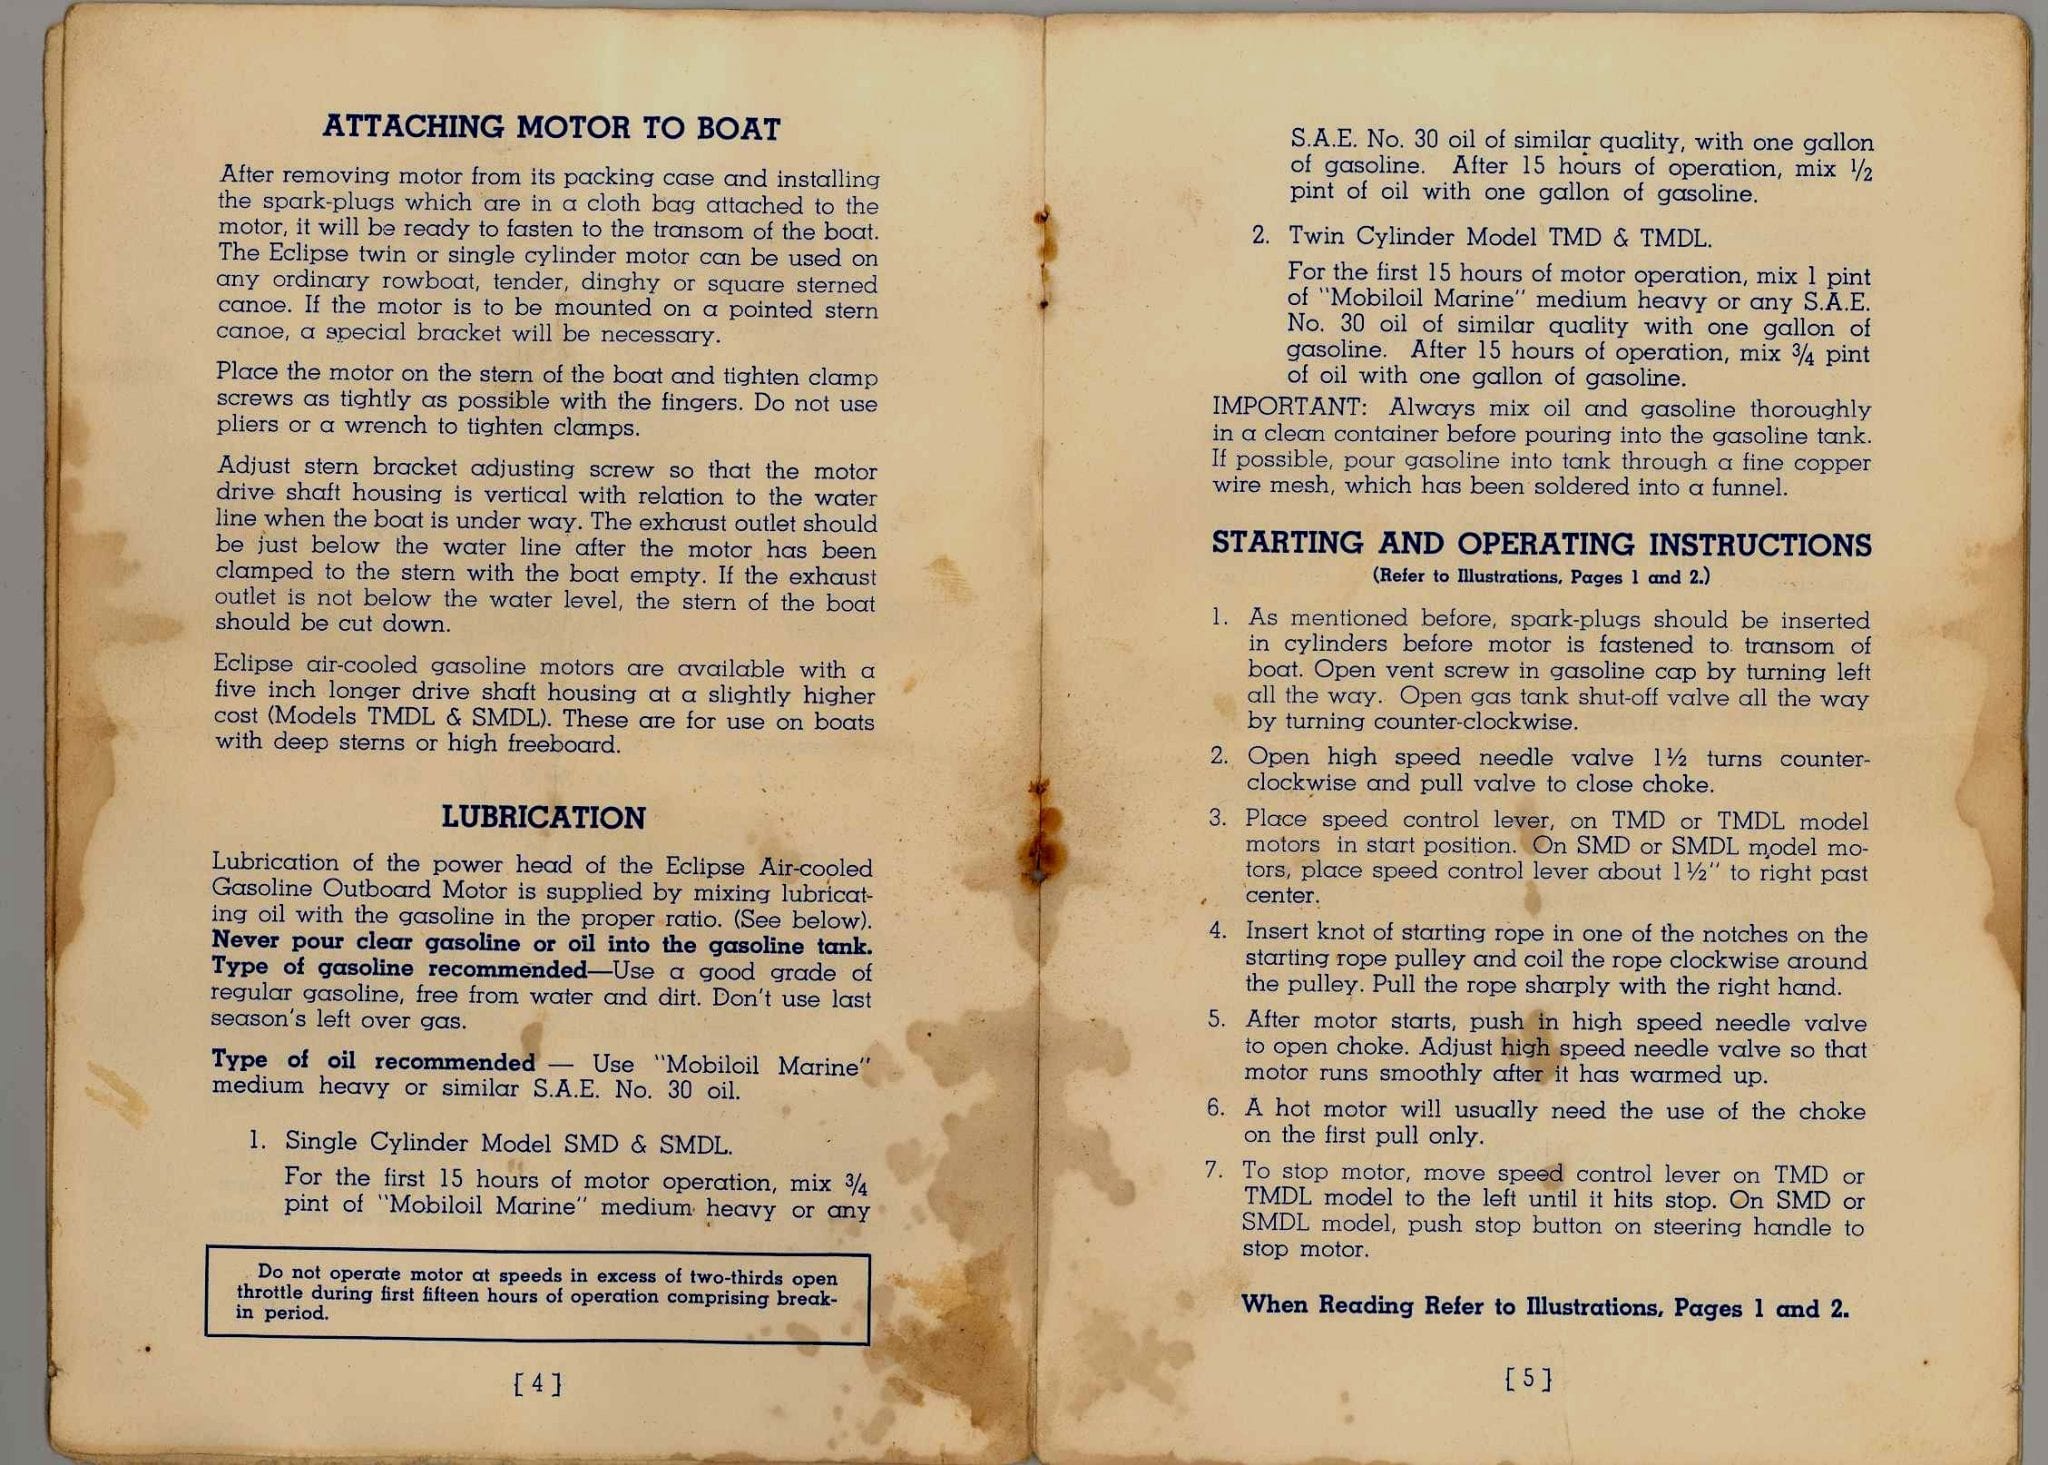 ATTACHING MOTOR TO BOAT
After removing motor from its packing case and installing
the spark-plugs which are in a cloth bag attached to the
motor, it will be ready to fasten to the transom of the boat.
The Eclipse twin or single cylinder motor can be used on
any ordinary rowboat, tender, dinghy or square sterned
canoe. If the motor is to be mounted on a pointed stern
canoe, a special bracket will be necessary.
Place the motor on the stern of the boat and tighten clamp
screws as tightly as possible with the fingers. Do not use
pliers or a wrench to tighten clamps.
Adjust stern bracket adjusting screw so that the motor
drive shaft housing is vertical with relation to the water
line when the boat is under way. The exhaust outlet should
be just below the water line after the motor has been
clamped to the stern with the boat empty. If the exhaust
outlet is not below the water level, the stern of the boat
should be cut down.
Eclipse air-cooled gasoline motors are available with a
five inch longer drive shaft housing at a slightly higher
cost (Models TMDL & SMDL). These are for use on boats
with deep sterns or high freeboard.
LUBRICATION
Lubrication of the power head of the Eclipse Air-cooled
Gasoline Outboard Motor is supplied by mixing lubricat-
ing oil with the gasoline in the proper ratio. (See below).
Never pour clear gasoline or oil into the gasoline tank.
Type of gasoline recommended—Use a good grade of
regular gasoline, free from water and dirt. Don't use last
season's left over gas.
Type of oil recommended — Use "Mobiloil Marine"
medium heavy or similar S.A.E. No. 30 oil.
1. Single Cylinder Model SMD & SMDL.
For the first 15 hours of motor operation, mix ¾
pint of "Mobiloil Marine" medium heavy or any
Do not operate motor at speeds in excess of two-thirds open
throttle during first fifteen hours of operation comprising break-
in period.
[4]
S.A.E. No. 30 oil of similar quality, with one gallon
of gasoline. After 15 hours of operation, mix ½
pint of oil with one gallon of gasoline.
2. Twin Cylinder Model TMD & TMDL.
For the first 15 hours of motor operation, mix 1 pint
of "Mobiloil Marine" medium heavy or any S.A.E.
No. 30 oil of similar quality with one gallon of
gasoline. After 15 hours of operation, mix ¾ pint
of oil with one gallon of gasoline.
IMPORTANT: Always mix oil and gasoline thoroughly
in a clean container before pouring into the gasoline tank.
If possible, pour gasoline into tank through a fine copper
wire mesh, which has been soldered into a funnel.
STARTING AND OPERATING INSTRUCTIONS
(Refer to Illustrations, Pages 1 and 2.)
1. As mentioned before, spark-plugs should be inserted
in cylinders before motor is fastened to transom of
boat. Open vent screw in gasoline cap by turning left
all the way. Open gas tank shut-off valve all the way
by turning counter-clockwise.
2. Open high speed needle valve 1½ turns counter-
clockwise and pull valve to close choke.
3. Place speed control lever, on TMD or TMDL model
motors in start position. On SMD or SMDL model mo-
tors, place speed control lever about 1½" to right past
center.
4. Insert knot of starting rope in one of the notches on the
starting rope pulley and coil the rope clockwise around
the pulley. Pull the rope sharply with the right hand.
5. After motor starts, push in high speed needle valve
to open choke. Adjust high speed needle valve so that
motor runs smoothly after it has warmed up.
6. A hot motor will usually need the use of the choke
on the first pull only.
7. To stop motor, move speed control lever on TMD or
TMDL model to the left until it hits stop. On SMD or
SMDL model, push stop button on steering handle to
stop motor.
When Reading Refer to Illustrations, Pages 1 and 2.
[5]